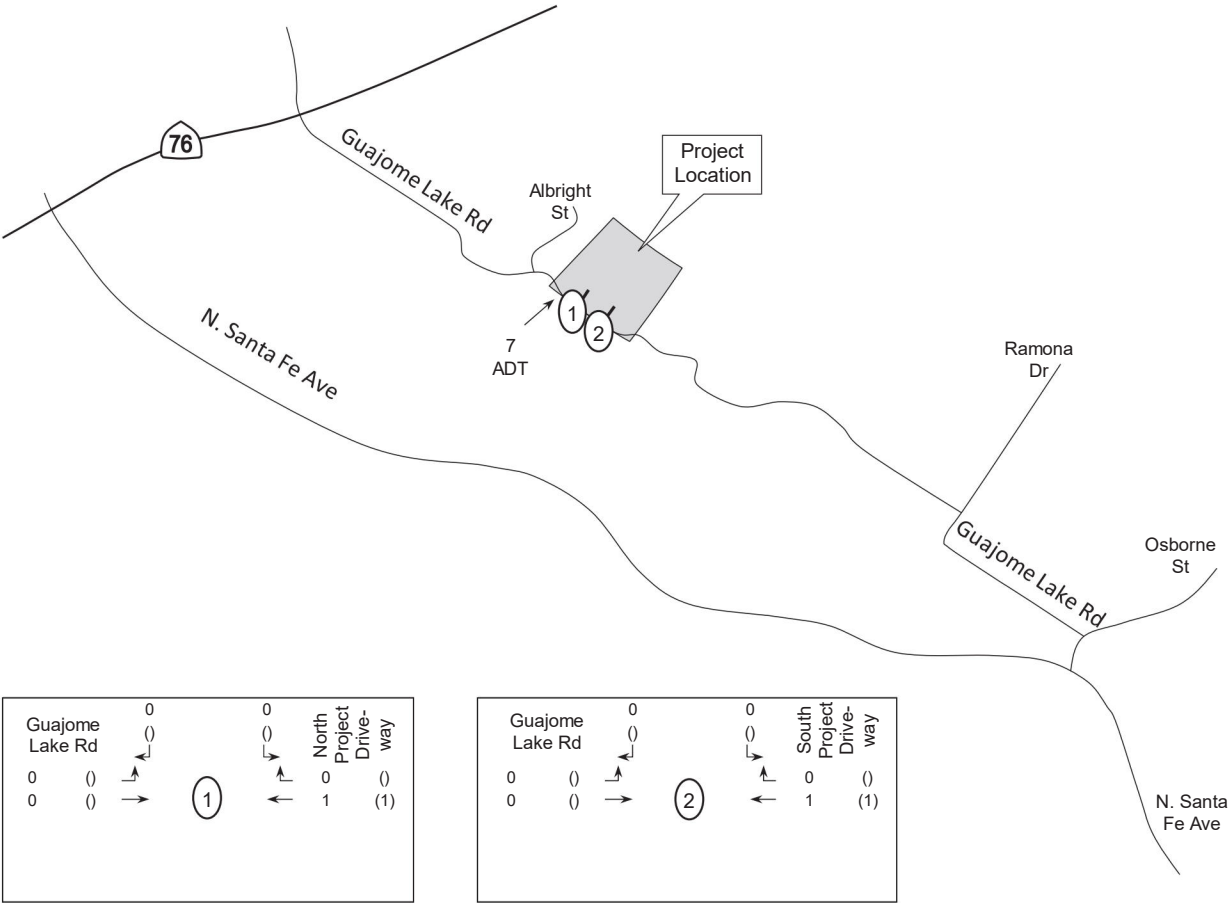 76
Guajome Lake Rd
Albright
St
Project
Location
1
2
7
ADT
N. Santa Fe Ave
Ramona
Dr
Guajome Lake Rd
Osborne
St
N. Santa
Fe Ave
Guajome
Lake Rd
0
()
0
()
North
Project
Drive-
way
0 () 0 ()
0 () 1 1 (1)
Guajome
Lake Rd
0
()
0
()
South
Project
Drive-
way
0 () 0 ()
0 () 2 1 (1)